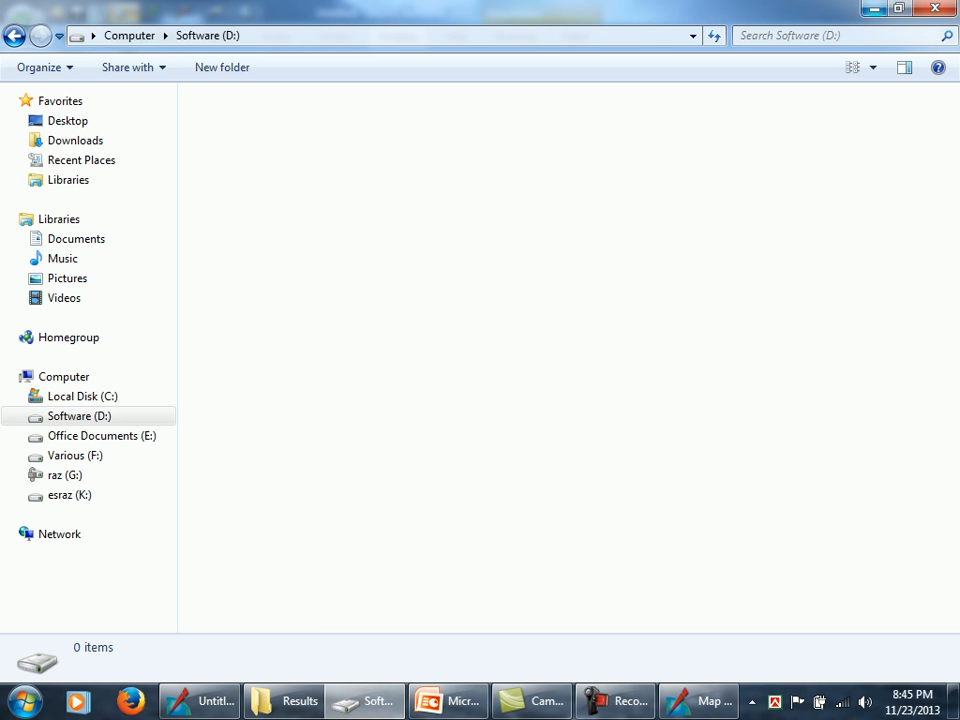 Computer Software (D:) Search Software (D:)
Organize Share with New folder
Favorites
Desktop
Downloads
Recent Places
Libraries
Libraries
Documents
Music
Pictures
Videos
Homegroup
Computer
Local Disk (C:)
Software (D:)
Office Documents (E:)
Various (F:)
raz (G:)
esraz (K:)
Network
0 items
Untitl... Results Soft... Micr... Cam... Reco... Map ... 8:45 PM
11/23/2013